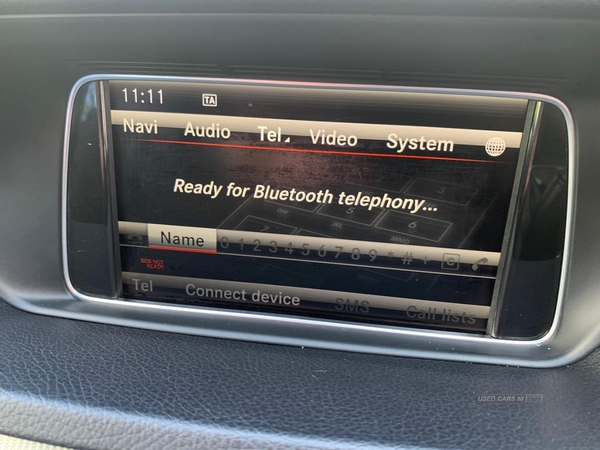 11:11 TA
Navi Audio Tel Video System
Ready for Bluetooth telephony...
Name 0 1 2 3 4 5 6 7 8 9 * # + C
SOS NOT
READY
Tel Connect device SMS Call lists
USED CARS NI